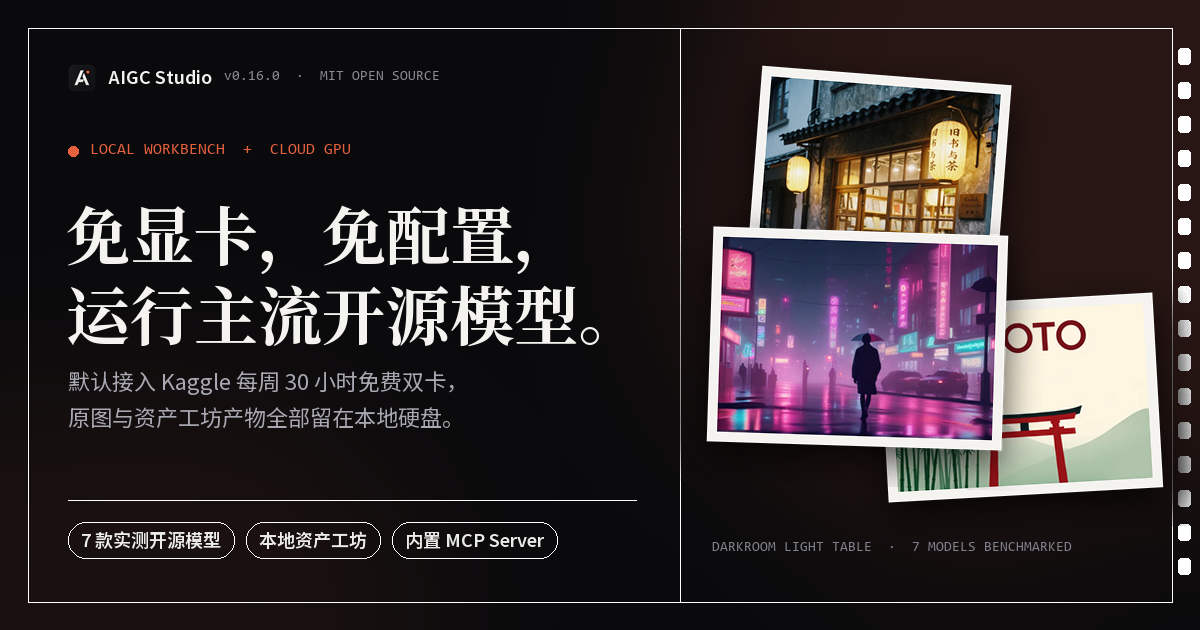 AIGC Studio v0.16.0 · MIT OPEN SOURCE
LOCAL WORKBENCH + CLOUD GPU
免显卡，免配置，
运行主流开源模型。
默认接入 Kaggle 每周 30 小时免费双卡，
原图与资产工坊产物全部留在本地硬盘。
7 款实测开源模型
本地资产工坊
内置 MCP Server
旧书与茶
旧书与茶
OTO
DARKROOM LIGHT TABLE · 7 MODELS BENCHMARKED